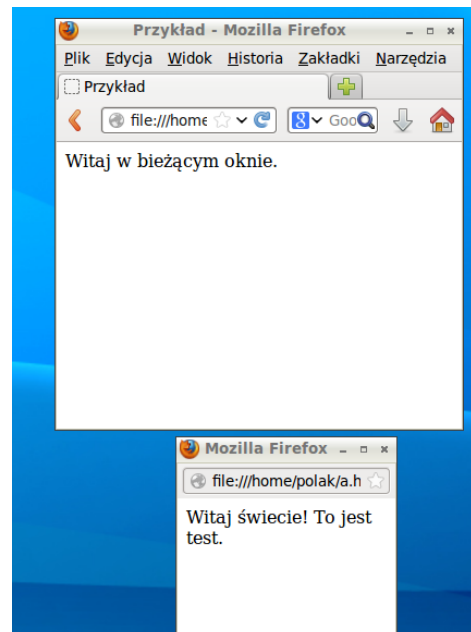 Przykład - Mozilla Firefox
Plik Edycja Widok Historia Zakładki Narzędzia
Przykład
file:///home Goo
Witaj w bieżącym oknie.
Mozilla Firefox
file:///home/polak/a.h
Witaj świecie! To jest
test.